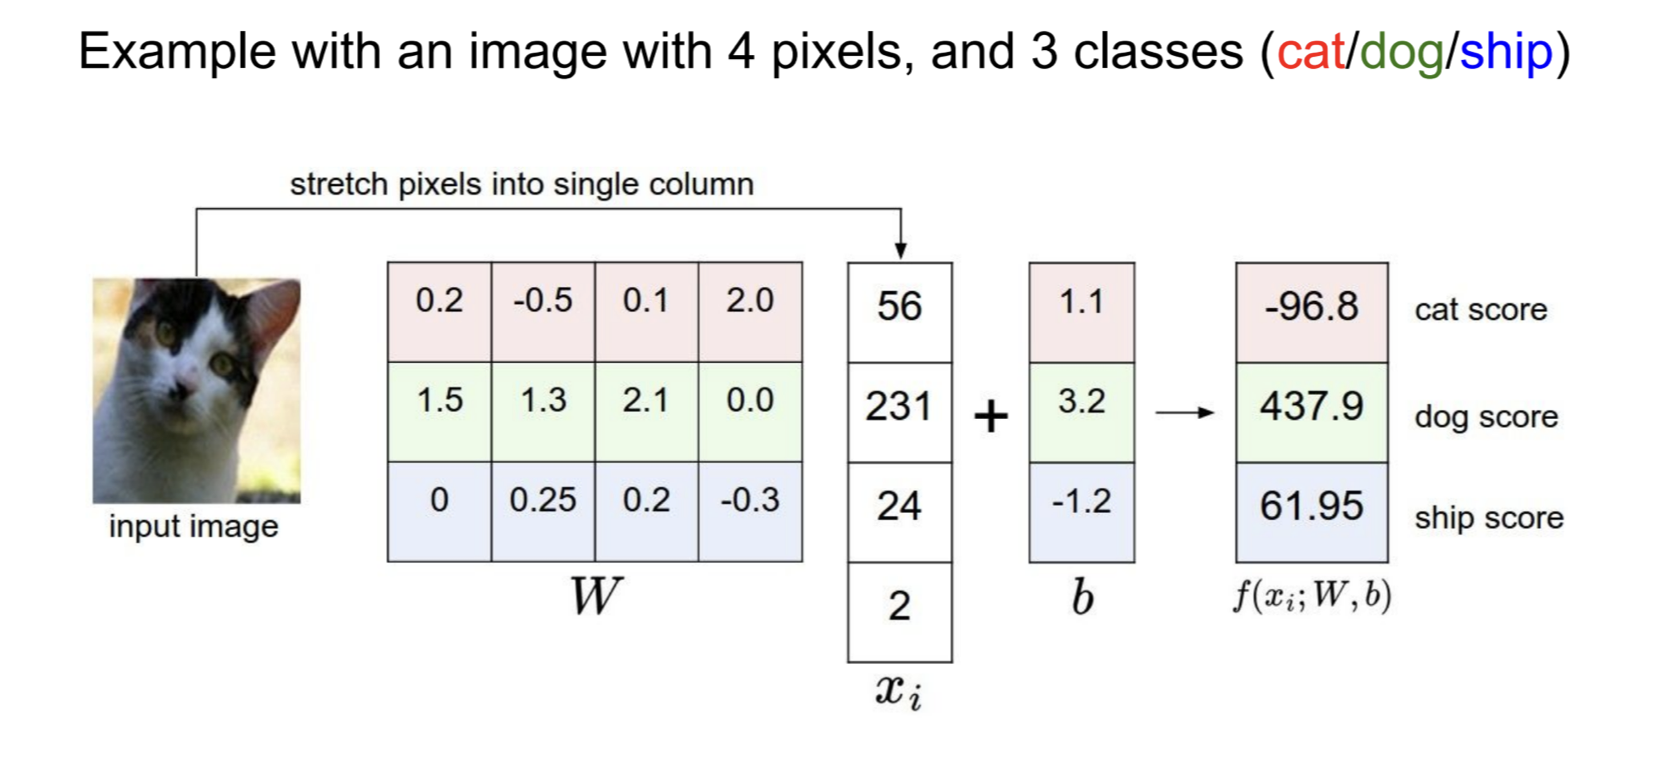 Example with an image with 4 pixels, and 3 classes (cat/dog/ship)
stretch pixels into single column
0.2 -0.5 0.1 2.0
1.5 1.3 2.1 0.0
0 0.25 0.2 -0.3
W
input image
56
231
24
2
xᵢ
+
1.1
3.2
-1.2
b
-96.8 cat score
437.9 dog score
61.95 ship score
f(xᵢ; W, b)